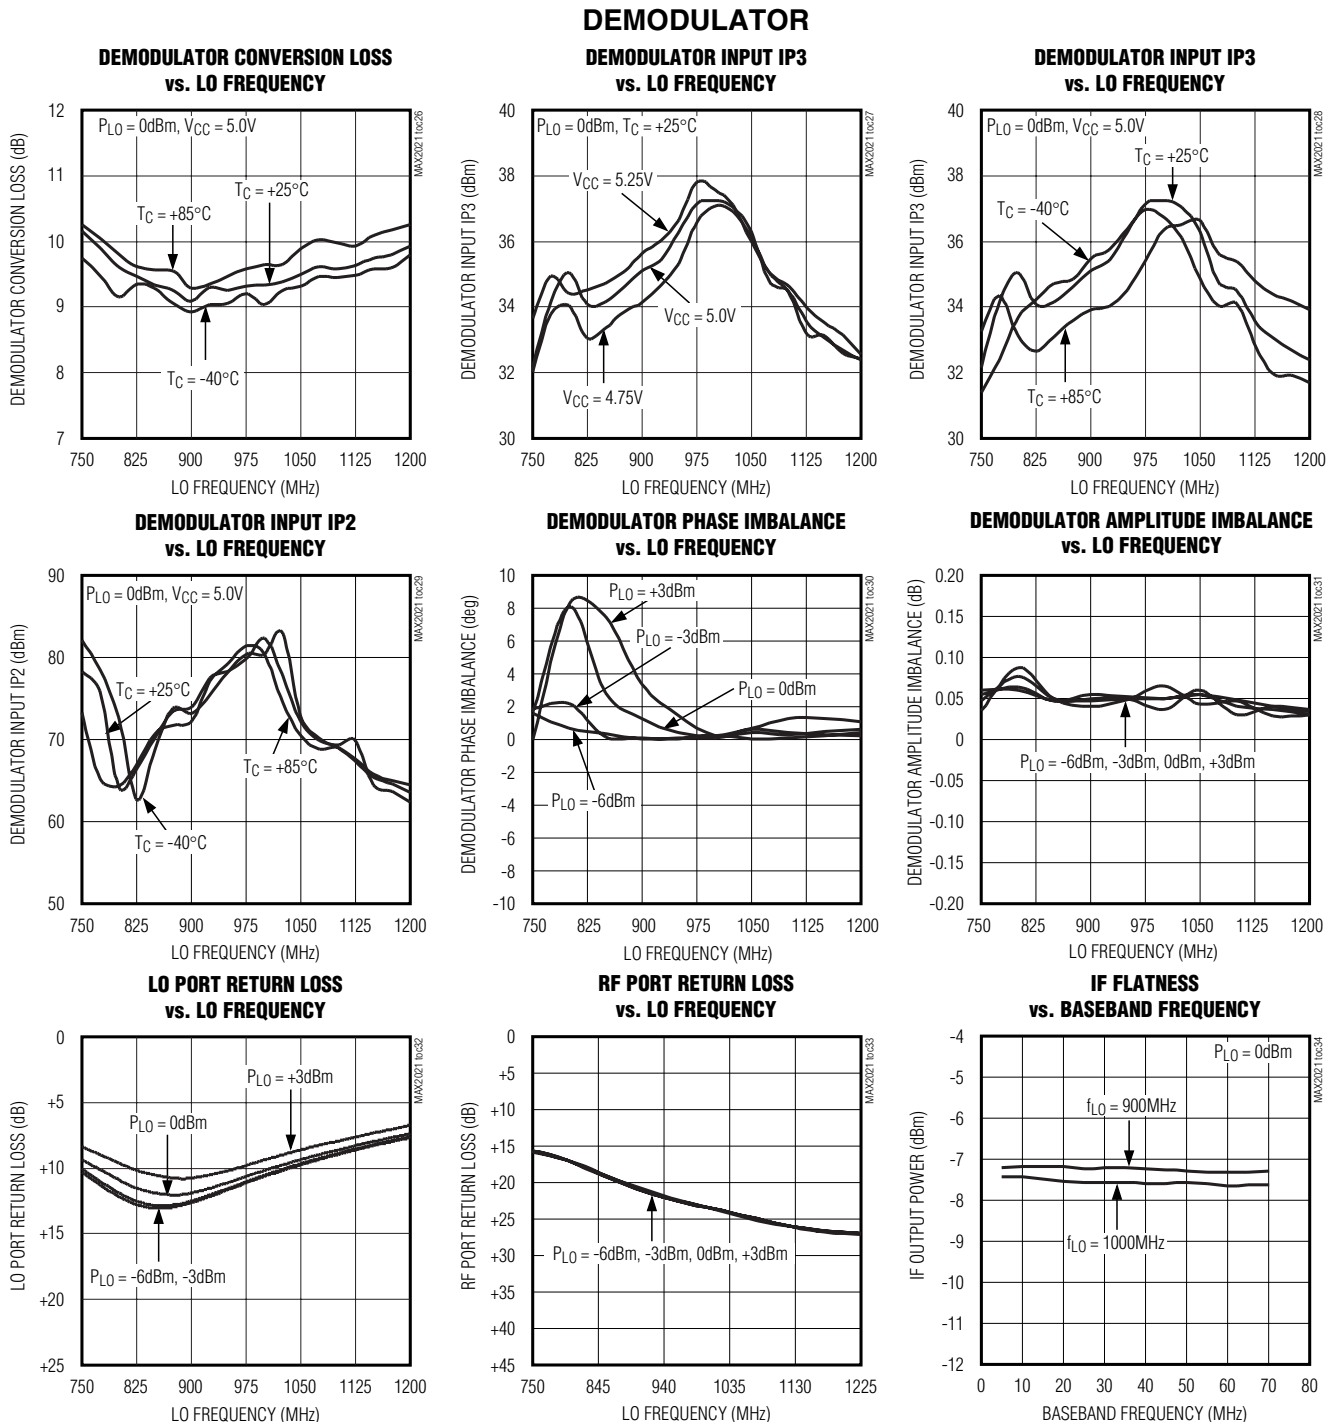 DEMODULATOR
DEMODULATOR CONVERSION LOSS
vs. LO FREQUENCY
12
11
10
9
8
7
DEMODULATOR CONVERSION LOSS (dB)
PLO = 0dBm, VCC = 5.0V
TC = +25°C
TC = +85°C
TC = -40°C
MAX2021 toc26
750 825 900 975 1050 1125 1200
LO FREQUENCY (MHz)
DEMODULATOR INPUT IP3
vs. LO FREQUENCY
40
38
36
34
32
30
DEMODULATOR INPUT IP3 (dBm)
PLO = 0dBm, TC = +25°C
VCC = 5.25V
VCC = 5.0V
VCC = 4.75V
MAX2021 toc27
750 825 900 975 1050 1125 1200
LO FREQUENCY (MHz)
DEMODULATOR INPUT IP3
vs. LO FREQUENCY
40
38
36
34
32
30
DEMODULATOR INPUT IP3 (dBm)
PLO = 0dBm, VCC = 5.0V
TC = +25°C
TC = -40°C
TC = +85°C
MAX2021 toc28
750 825 900 975 1050 1125 1200
LO FREQUENCY (MHz)
DEMODULATOR INPUT IP2
vs. LO FREQUENCY
90
80
70
60
50
DEMODULATOR INPUT IP2 (dBm)
PLO = 0dBm, VCC = 5.0V
TC = +25°C
TC = +85°C
TC = -40°C
MAX2021 toc29
750 825 900 975 1050 1125 1200
LO FREQUENCY (MHz)
DEMODULATOR PHASE IMBALANCE
vs. LO FREQUENCY
10
8
6
4
2
0
-2
-4
-6
-8
-10
DEMODULATOR PHASE IMBALANCE (deg)
PLO = +3dBm
PLO = -3dBm
PLO = 0dBm
PLO = -6dBm
MAX2021 toc30
750 825 900 975 1050 1125 1200
LO FREQUENCY (MHz)
DEMODULATOR AMPLITUDE IMBALANCE
vs. LO FREQUENCY
0.20
0.15
0.10
0.05
0
-0.05
-0.10
-0.15
-0.20
DEMODULATOR AMPLITUDE IMBALANCE (dB)
PLO = -6dBm, -3dBm, 0dBm, +3dBm
MAX2021 toc31
750 825 900 975 1050 1125 1200
LO FREQUENCY (MHz)
LO PORT RETURN LOSS
vs. LO FREQUENCY
0
+5
+10
+15
+20
+25
LO PORT RETURN LOSS (dB)
PLO = +3dBm
PLO = 0dBm
PLO = -6dBm, -3dBm
MAX2021 toc32
750 825 900 975 1050 1125 1200
LO FREQUENCY (MHz)
RF PORT RETURN LOSS
vs. LO FREQUENCY
0
+5
+10
+15
+20
+25
+30
+35
+40
+45
RF PORT RETURN LOSS (dB)
PLO = -6dBm, -3dBm, 0dBm, +3dBm
MAX2021 toc33
750 845 940 1035 1130 1225
LO FREQUENCY (MHz)
IF FLATNESS
vs. BASEBAND FREQUENCY
-4
-5
-6
-7
-8
-9
-10
-11
-12
IF OUTPUT POWER (dBm)
PLO = 0dBm
fLO = 900MHz
fLO = 1000MHz
MAX2021 toc34
0 10 20 30 40 50 60 70 80
BASEBAND FREQUENCY (MHz)